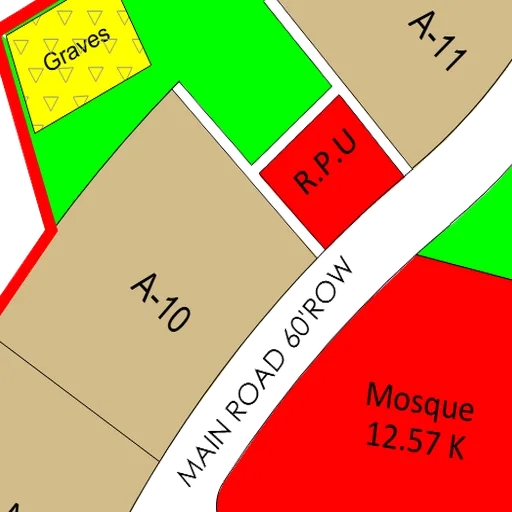 Graves
A-11
R.P.U
A-10
MAIN ROAD 60'ROW
Mosque
12.57 K